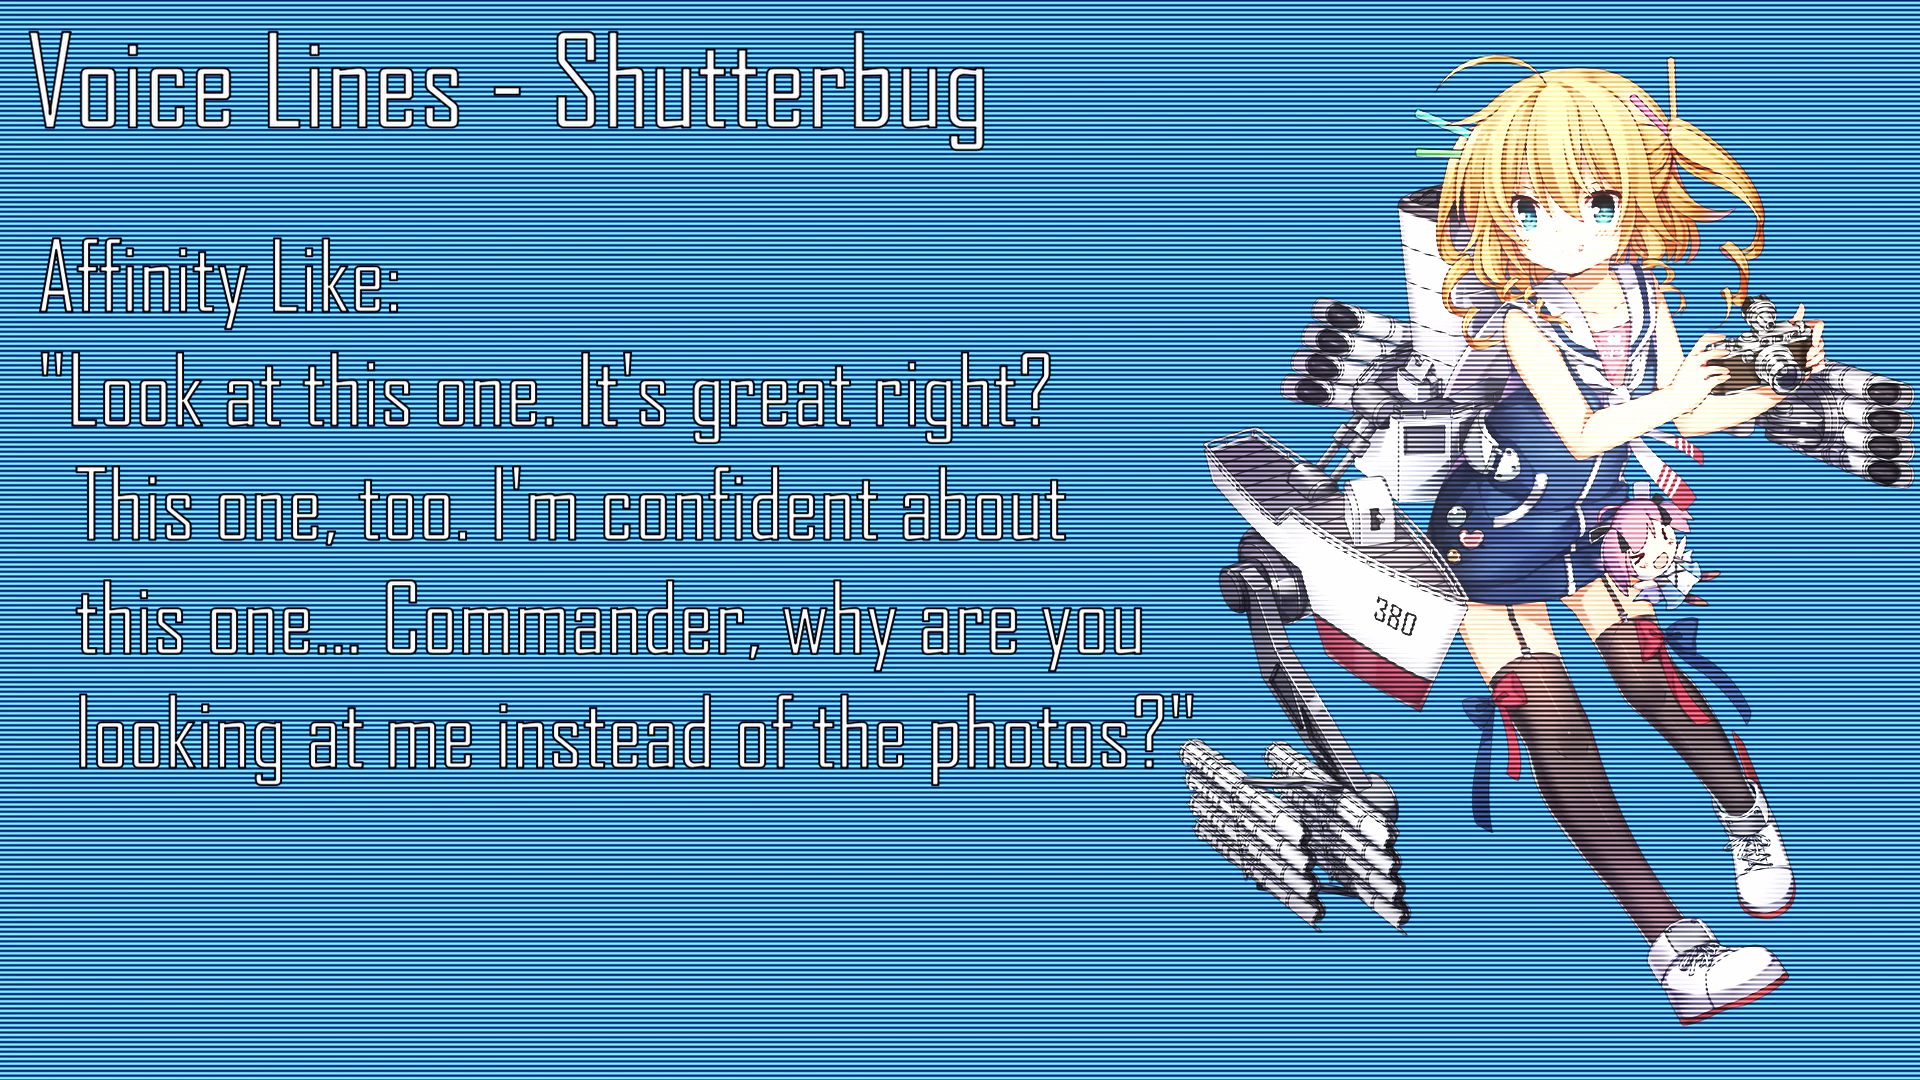 Voice Lines - Shutterbug
Affinity Like:
"Look at this one. It's great right?
This one, too. I'm confident about
this one... Commander, why are you
looking at me instead of the photos?"
380